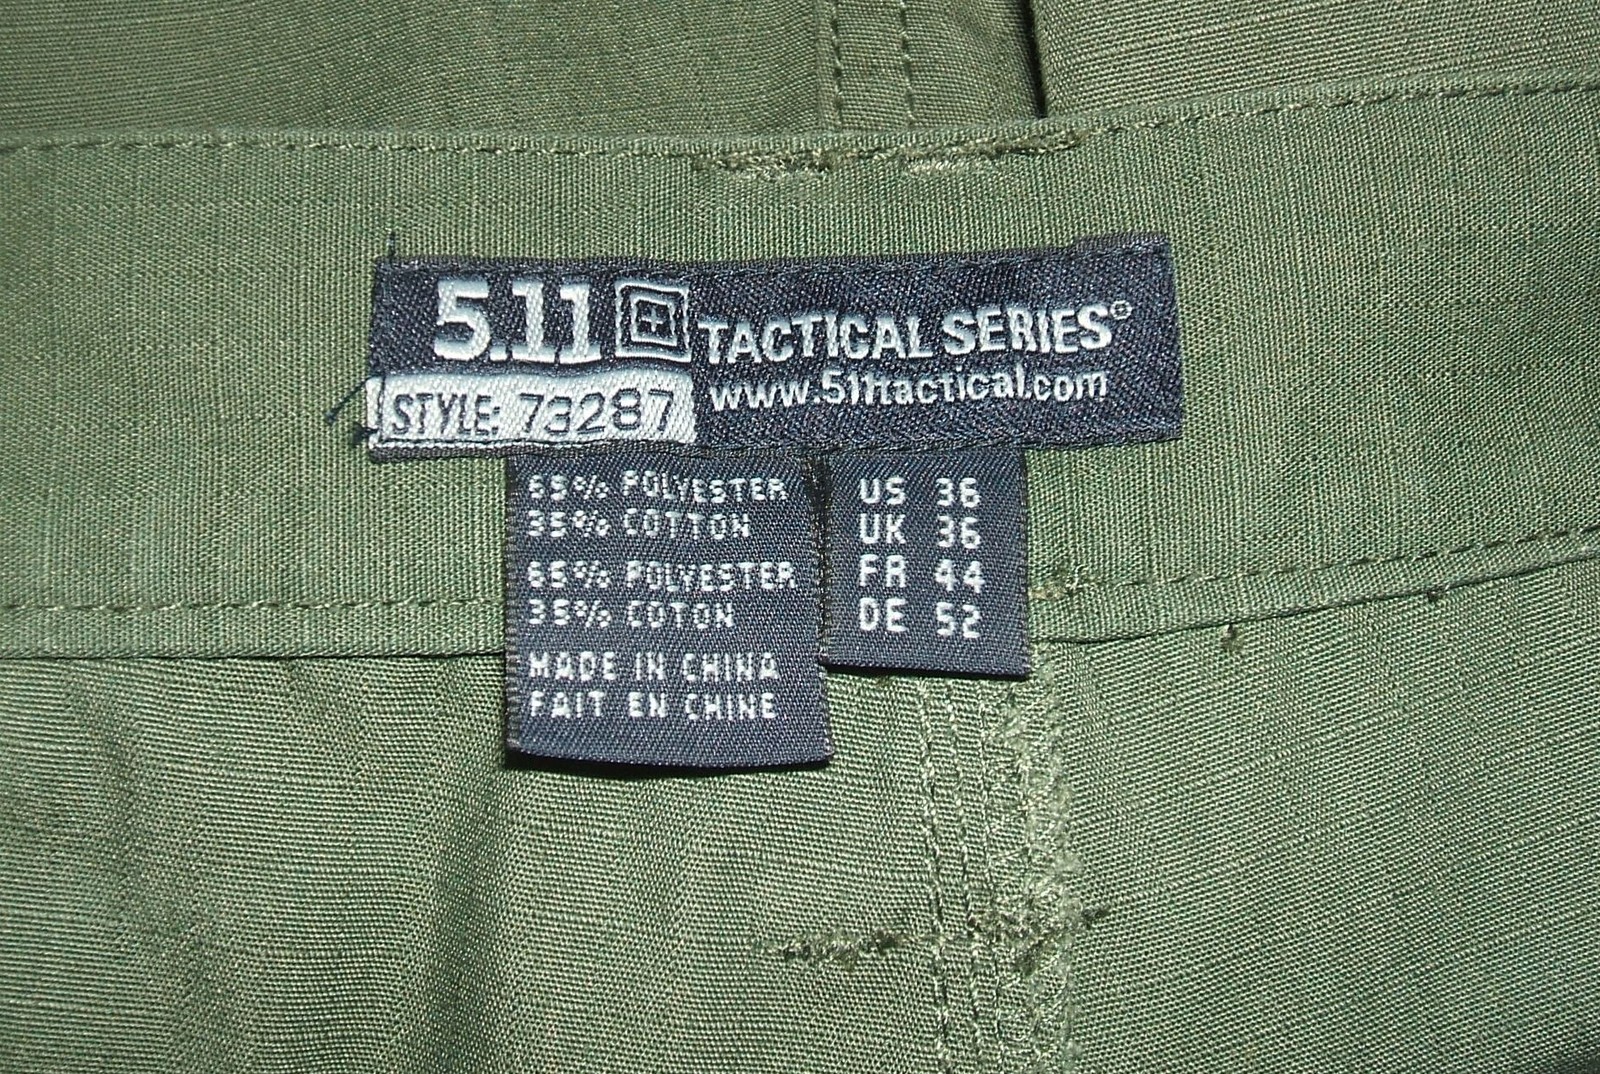 5.11 TACTICAL SERIES®
www.511tactical.com
STYLE: 73287
65% POLYESTER
35% COTTON
65% POLYESTER
35% COTON
MADE IN CHINA
FAIT EN CHINE
US 36
UK 36
FR 44
DE 52